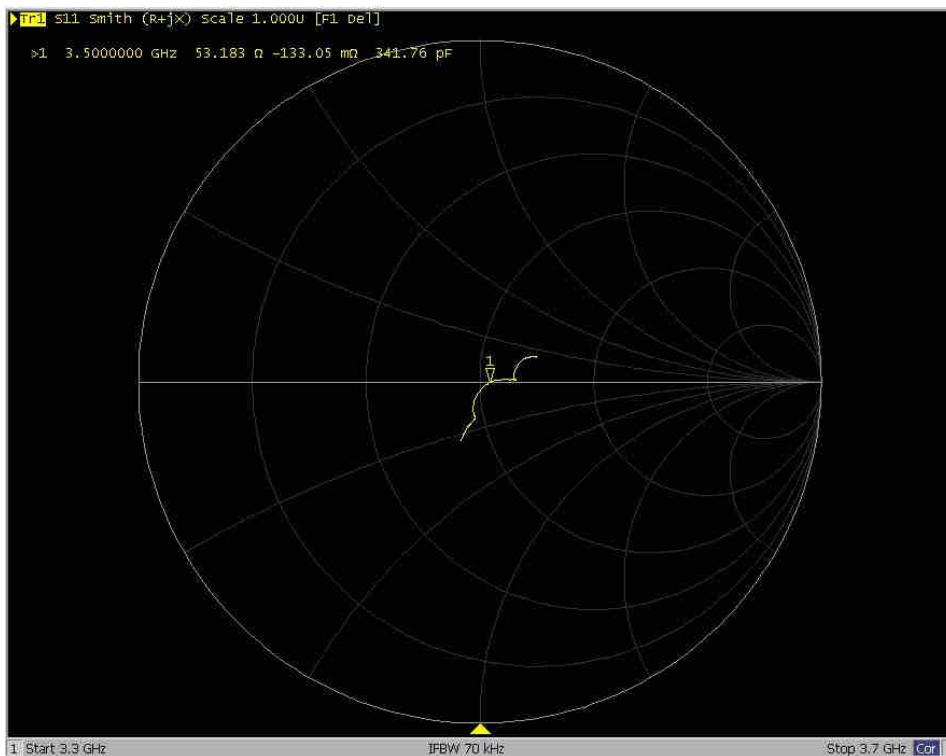 Tr1 S11 Smith (R+jX) Scale 1.000U [F1 Del]
>1 3.5000000 GHz 53.183 Ω -133.05 mΩ 341.76 pF
1
1 Start 3.3 GHz IFBW 70 kHz Stop 3.7 GHz Cor